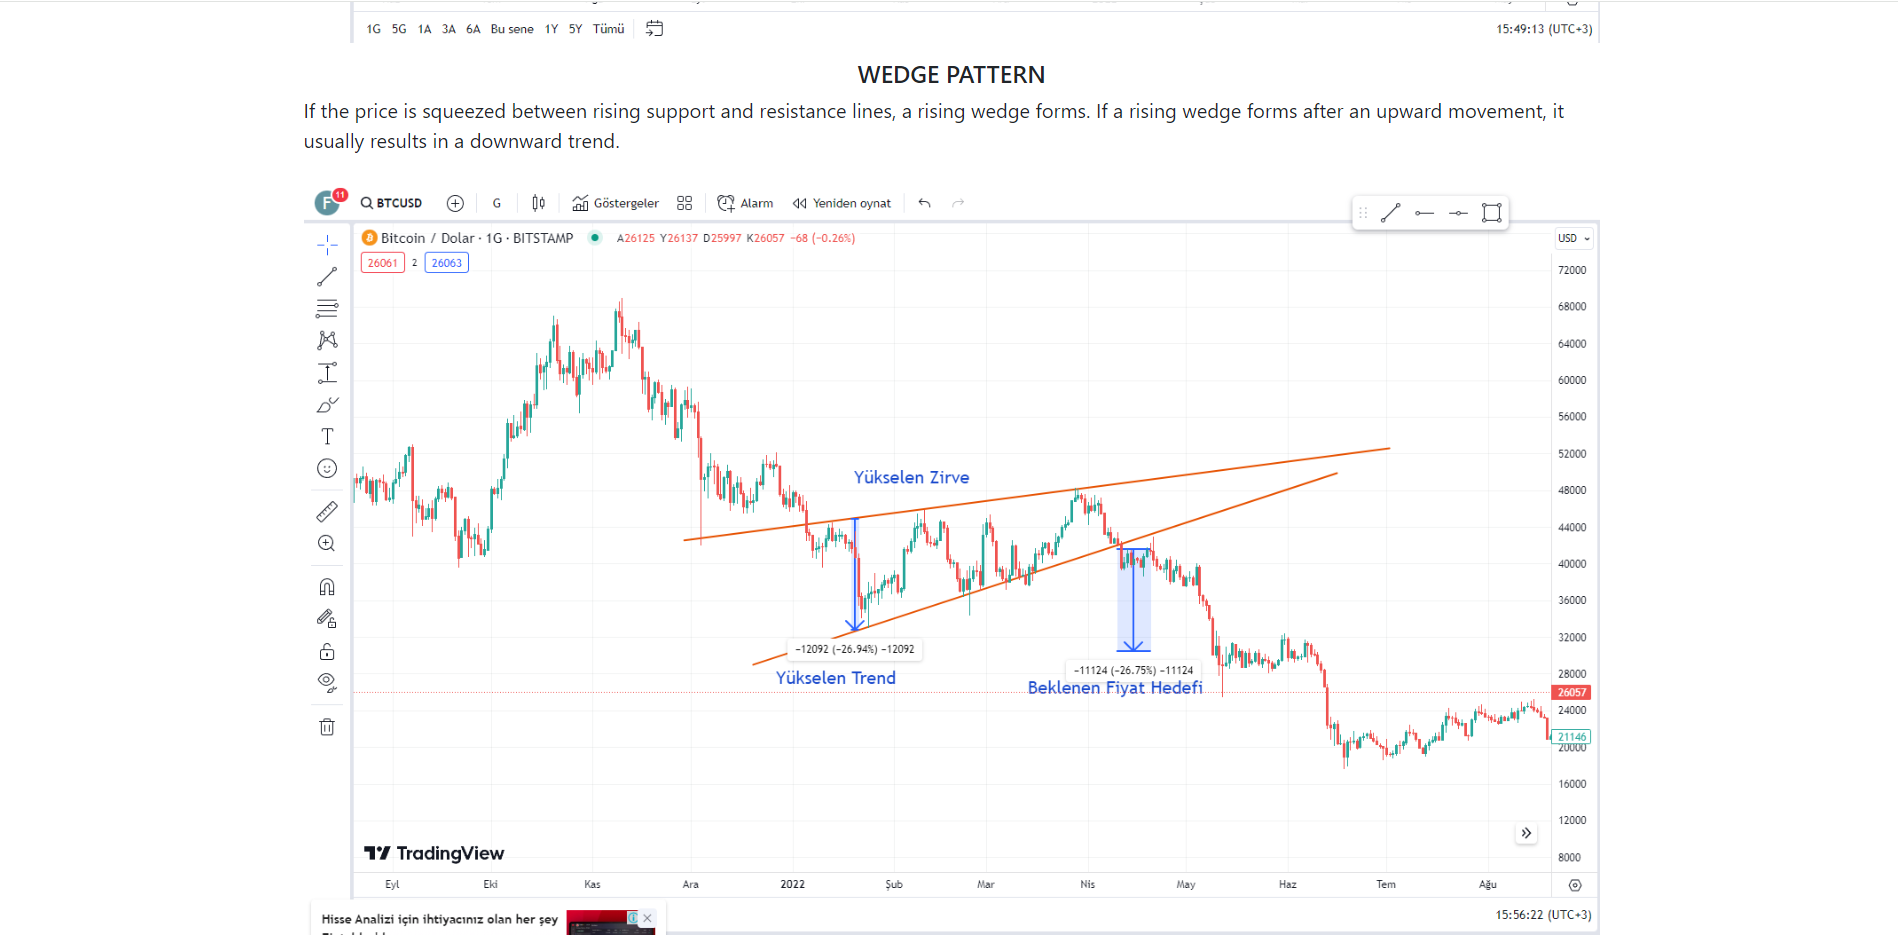 1G 5G 1A 3A 6A Bu sene 1Y 5Y Tümü 15:49:13 (UTC+3)
WEDGE PATTERN
If the price is squeezed between rising support and resistance lines, a rising wedge forms. If a rising wedge forms after an upward movement, it
usually results in a downward trend.
F 11 BTCUSD G Göstergeler Alarm Yeniden oynat
Bitcoin / Dolar · 1G · BITSTAMP A26125 Y26137 D25997 K26057 −68 (−0.26%) USD
26061 2 26063
72000
68000
64000
60000
56000
52000
Yükselen Zirve
48000
44000
40000
36000
32000
−12092 (−26.94%) −12092
−11124 (−26.75%) −11124
28000
Yükselen Trend
Beklenen Fiyat Hedefi
26057
24000
21146
20000
16000
12000
TradingView
8000
Eyl Eki Kas Ara 2022 Şub Mar Nis May Haz Tem Ağu
15:56:22 (UTC+3)
Hisse Analizi için ihtiyacınız olan her şey